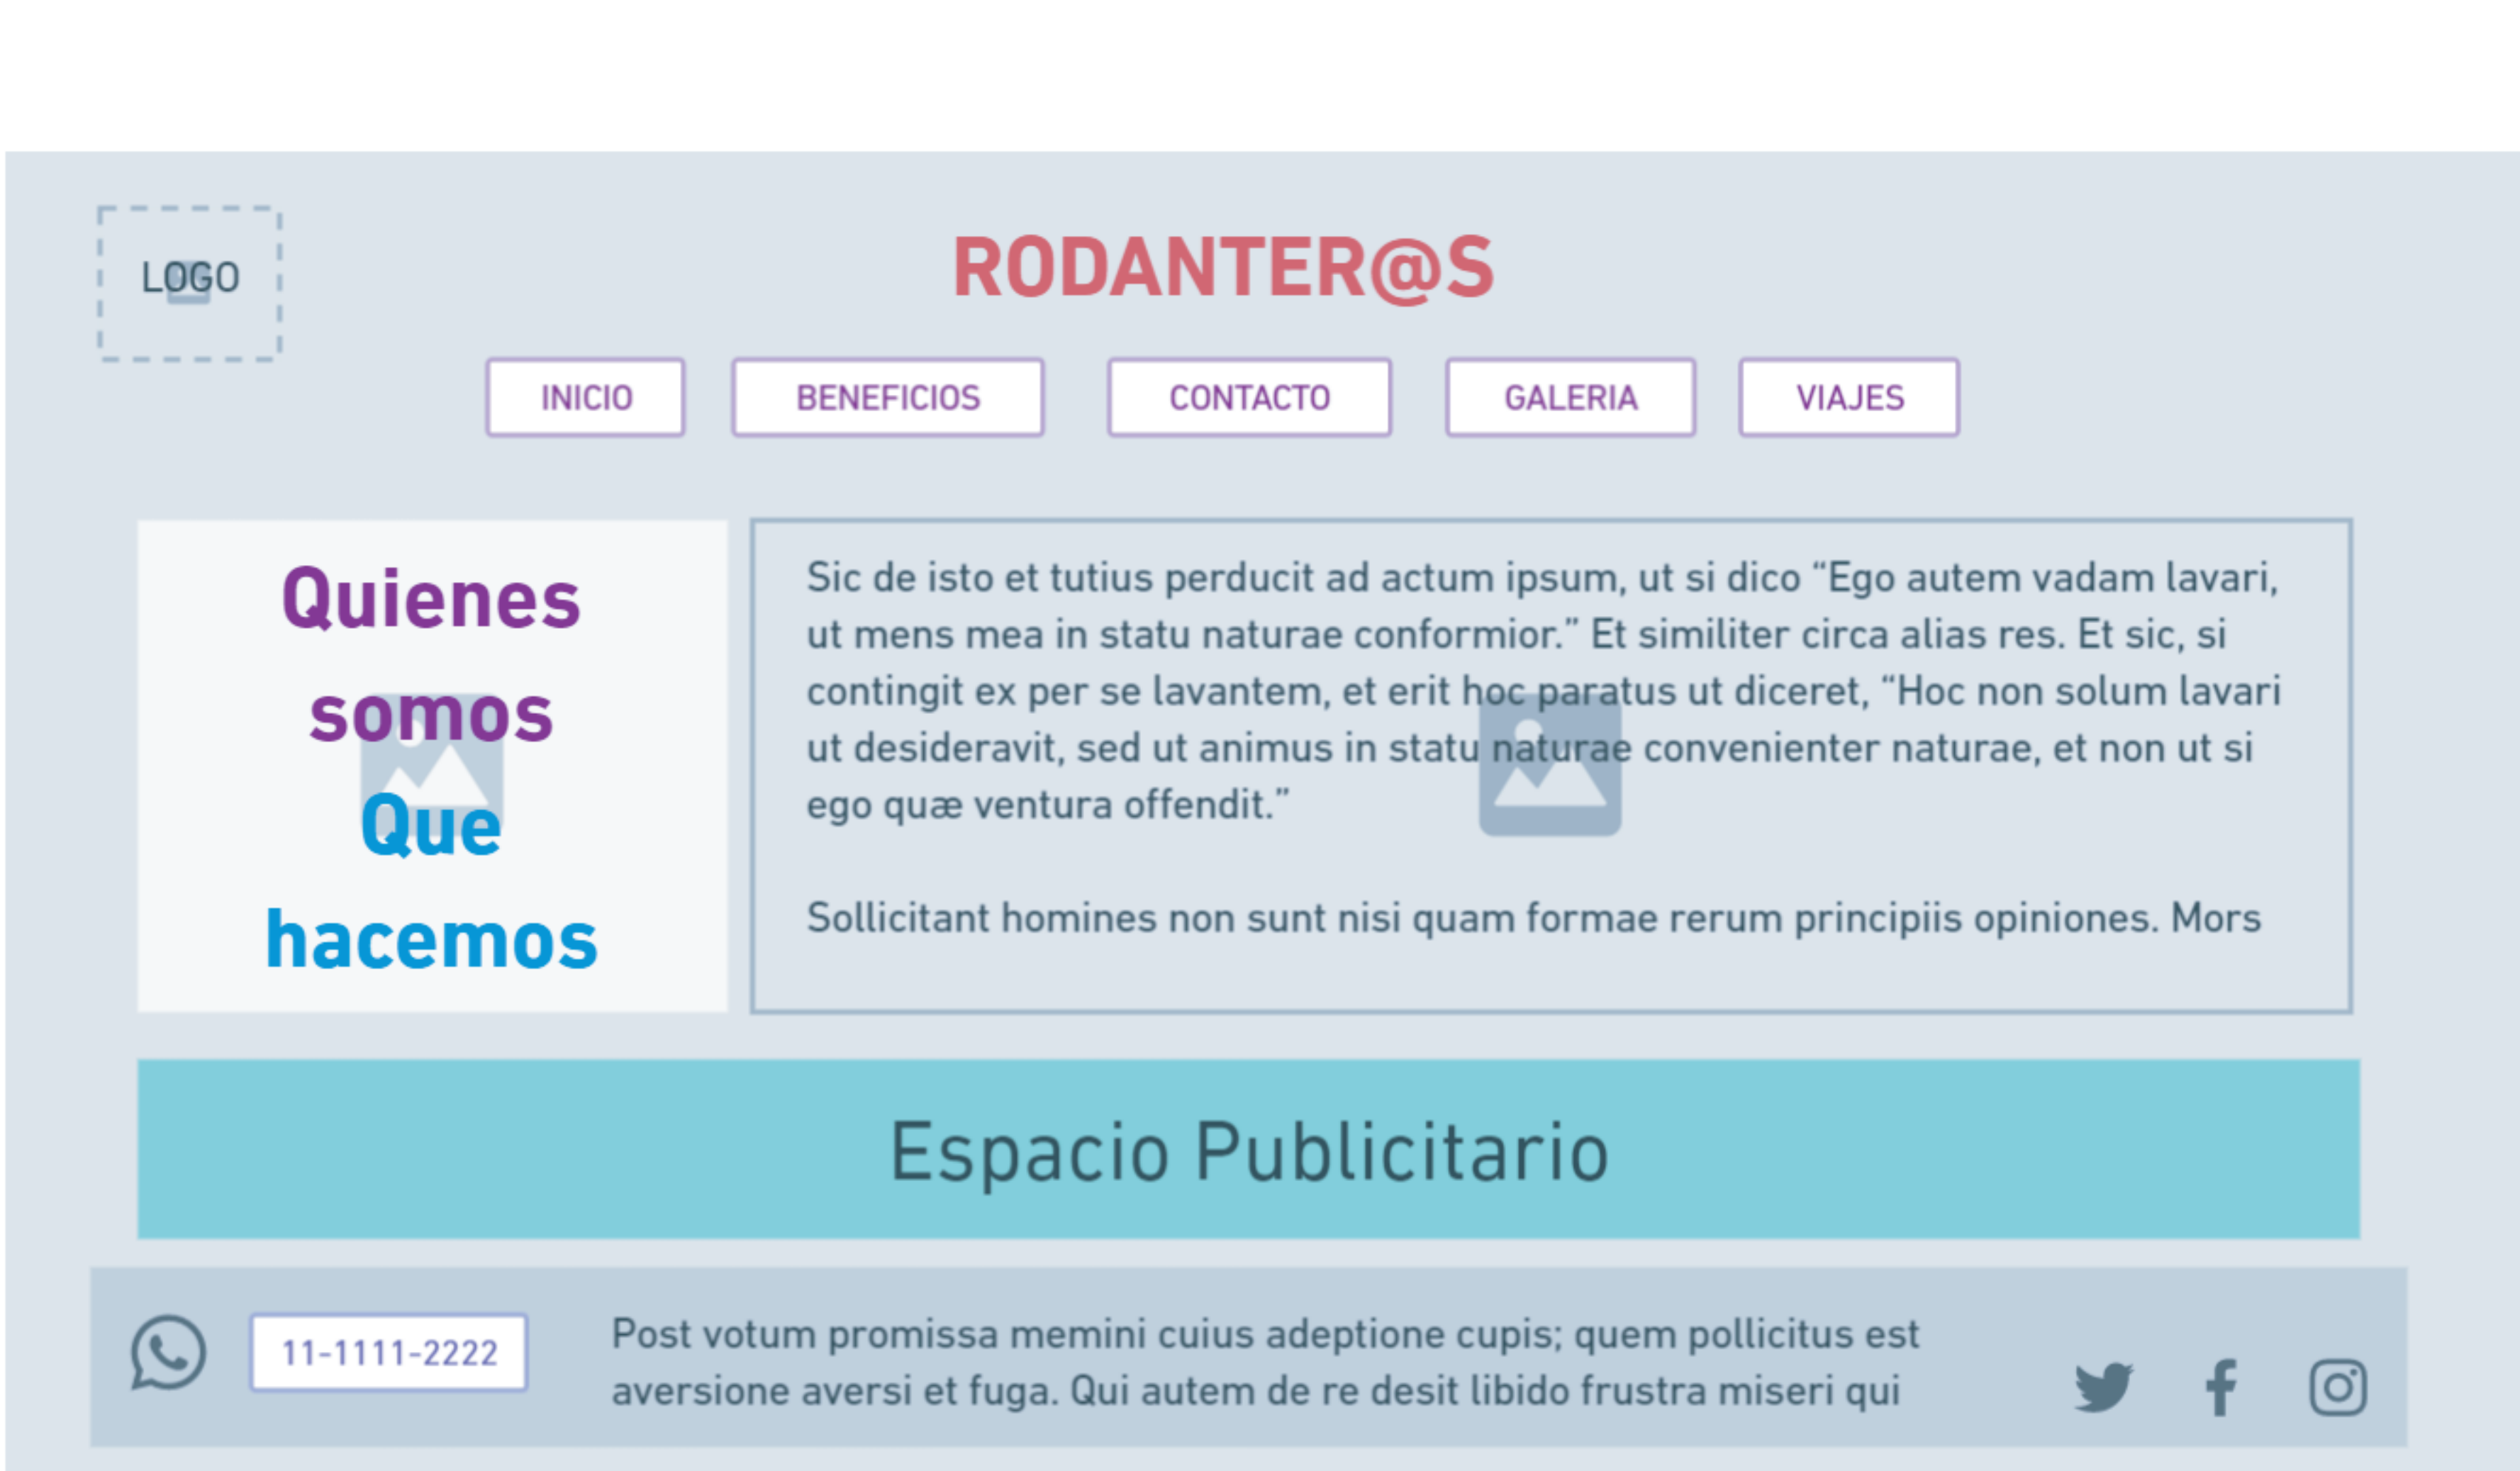 LOGO
RODANTER@S
INICIO
BENEFICIOS
CONTACTO
GALERIA
VIAJES
Quienes
somos
Que
hacemos
Sic de isto et tutius perducit ad actum ipsum, ut si dico “Ego autem vadam lavari,
ut mens mea in statu naturae conformior.” Et similiter circa alias res. Et sic, si
contingit ex per se lavantem, et erit hoc paratus ut diceret, “Hoc non solum lavari
ut desideravit, sed ut animus in statu naturae convenienter naturae, et non ut si
ego quæ ventura offendit.”
Sollicitant homines non sunt nisi quam formae rerum principiis opiniones. Mors
Espacio Publicitario
11-1111-2222
Post votum promissa memini cuius adeptione cupis; quem pollicitus est
aversione aversi et fuga. Qui autem de re desit libido frustra miseri qui